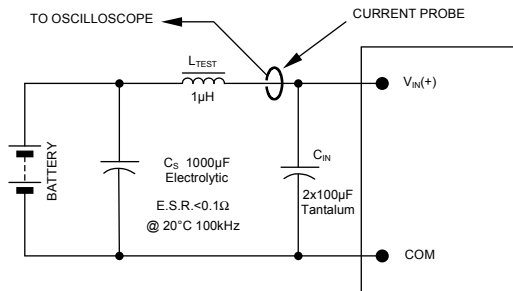 TO OSCILLOSCOPE
CURRENT PROBE
LTEST
1µH
VIN(+)
BATTERY
CS 1000µF
Electrolytic
E.S.R.<0.1Ω
@ 20°C 100kHz
CIN
2x100µF
Tantalum
COM